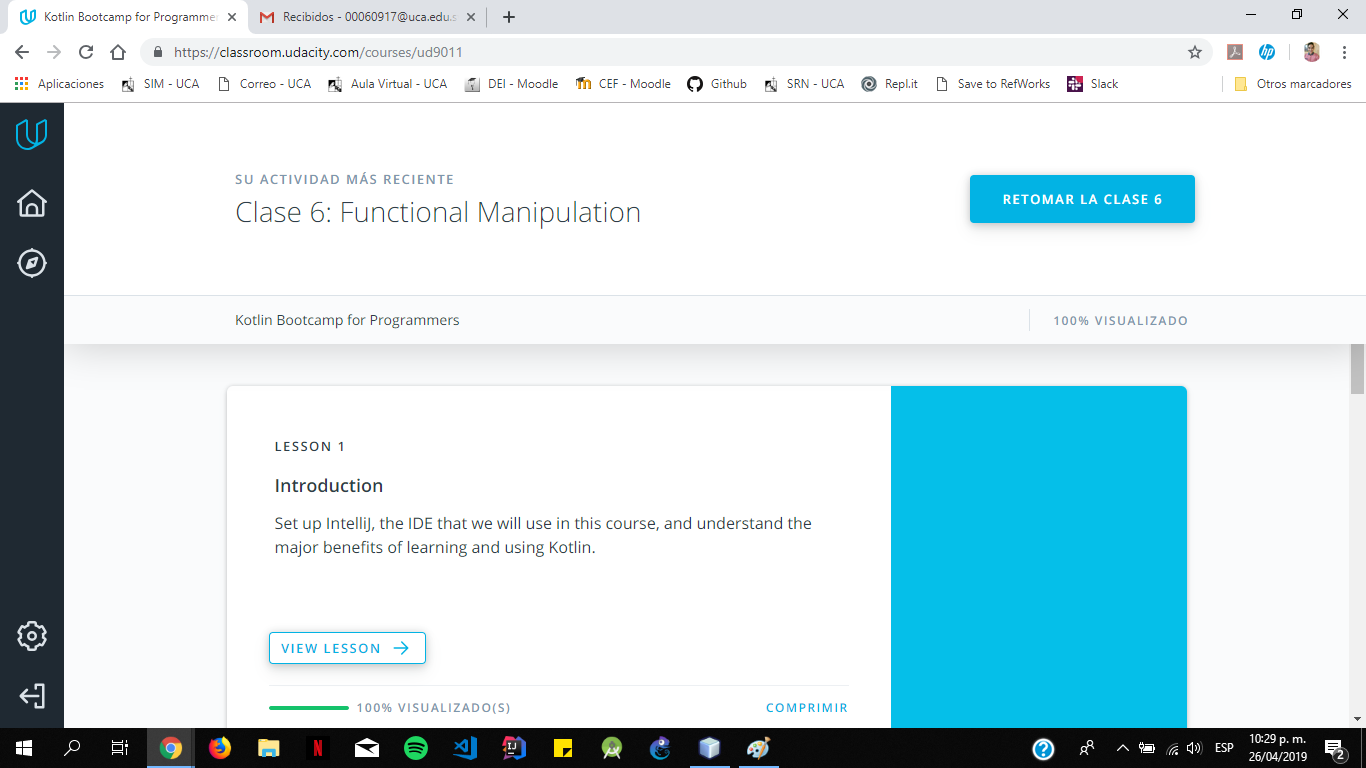 Kotlin Bootcamp for Programmer
Recibidos - 00060917@uca.edu.s
https://classroom.udacity.com/courses/ud9011
Aplicaciones SIM - UCA Correo - UCA Aula Virtual - UCA DEI - Moodle CEF - Moodle Github SRN - UCA Repl.it Save to RefWorks Slack Otros marcadores
SU ACTIVIDAD MÁS RECIENTE
Clase 6: Functional Manipulation
RETOMAR LA CLASE 6
Kotlin Bootcamp for Programmers
100% VISUALIZADO
LESSON 1
Introduction
Set up IntelliJ, the IDE that we will use in this course, and understand the
major benefits of learning and using Kotlin.
VIEW LESSON
100% VISUALIZADO(S)
COMPRIMIR
ESP
10:29 p. m.
26/04/2019
2